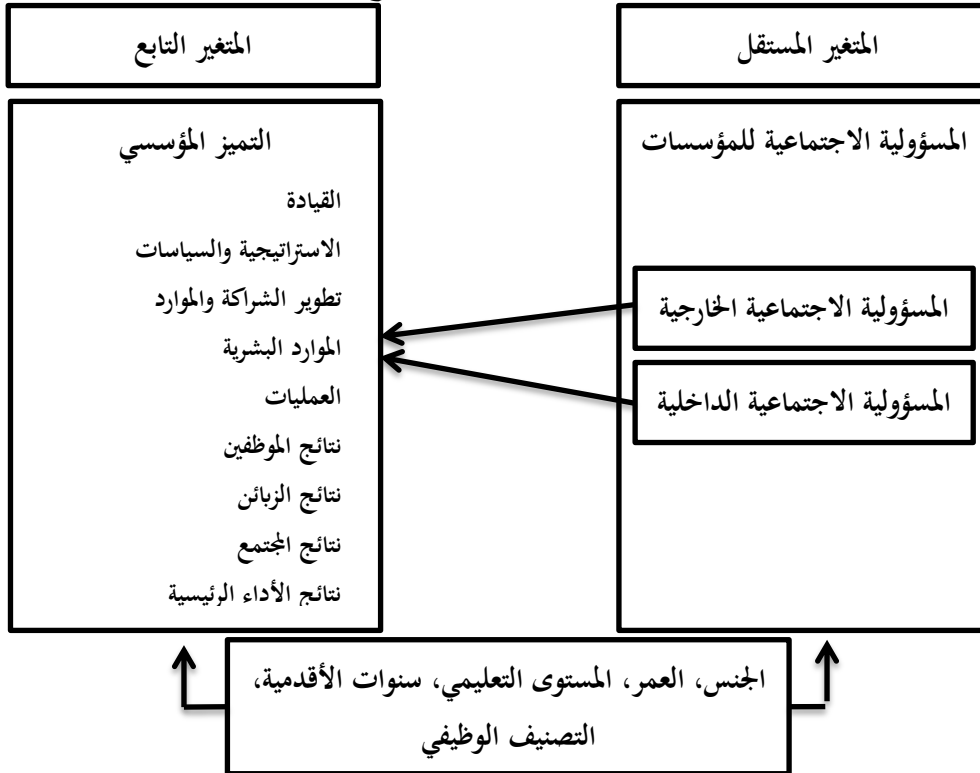 المتغير المستقل
المتغير التابع
المسؤولية الاجتماعية للمؤسسات
المسؤولية الاجتماعية الخارجية
المسؤولية الاجتماعية الداخلية
التميز المؤسسي
القيادة
الاستراتيجية والسياسات
تطوير الشراكة والموارد
الموارد البشرية
العمليات
نتائج الموظفين
نتائج الزبائن
نتائج المجتمع
نتائج الأداء الرئيسية
الجنس، العمر، المستوى التعليمي، سنوات الأقدمية،
التصنيف الوظيفي